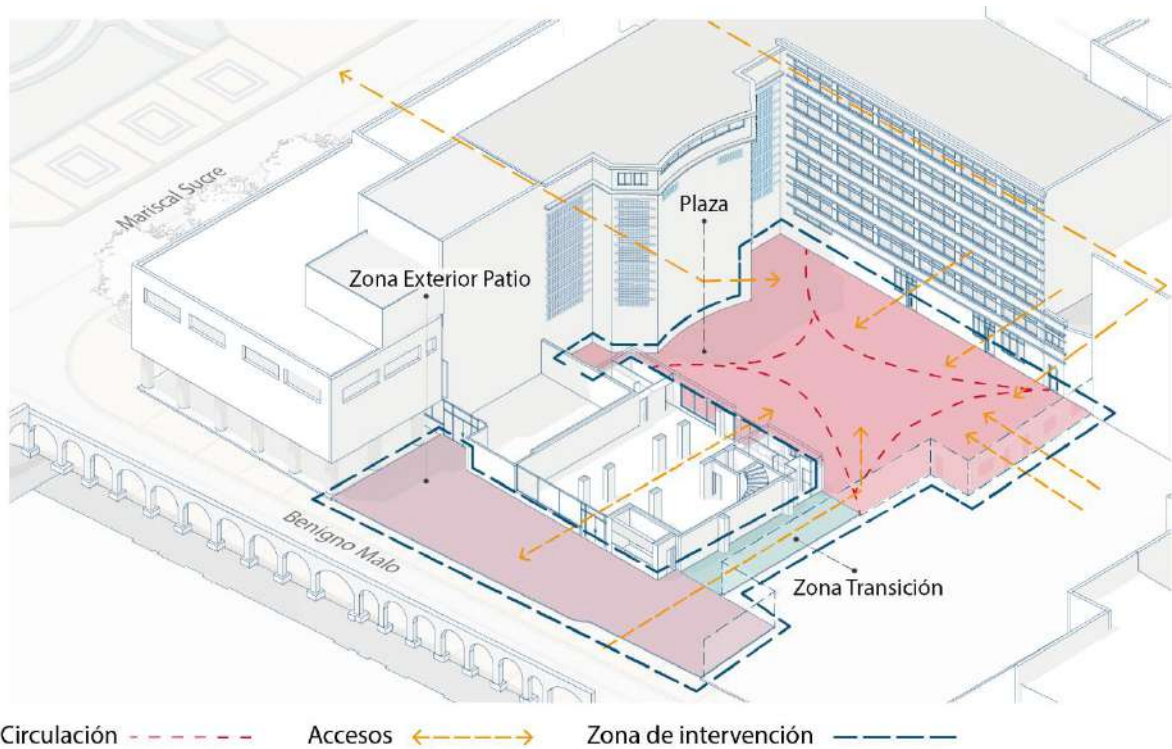 Mariscal Sucre
Plaza
Zona Exterior Patio
Benigno Malo
Zona Transición
Circulación
Accesos
Zona de intervención